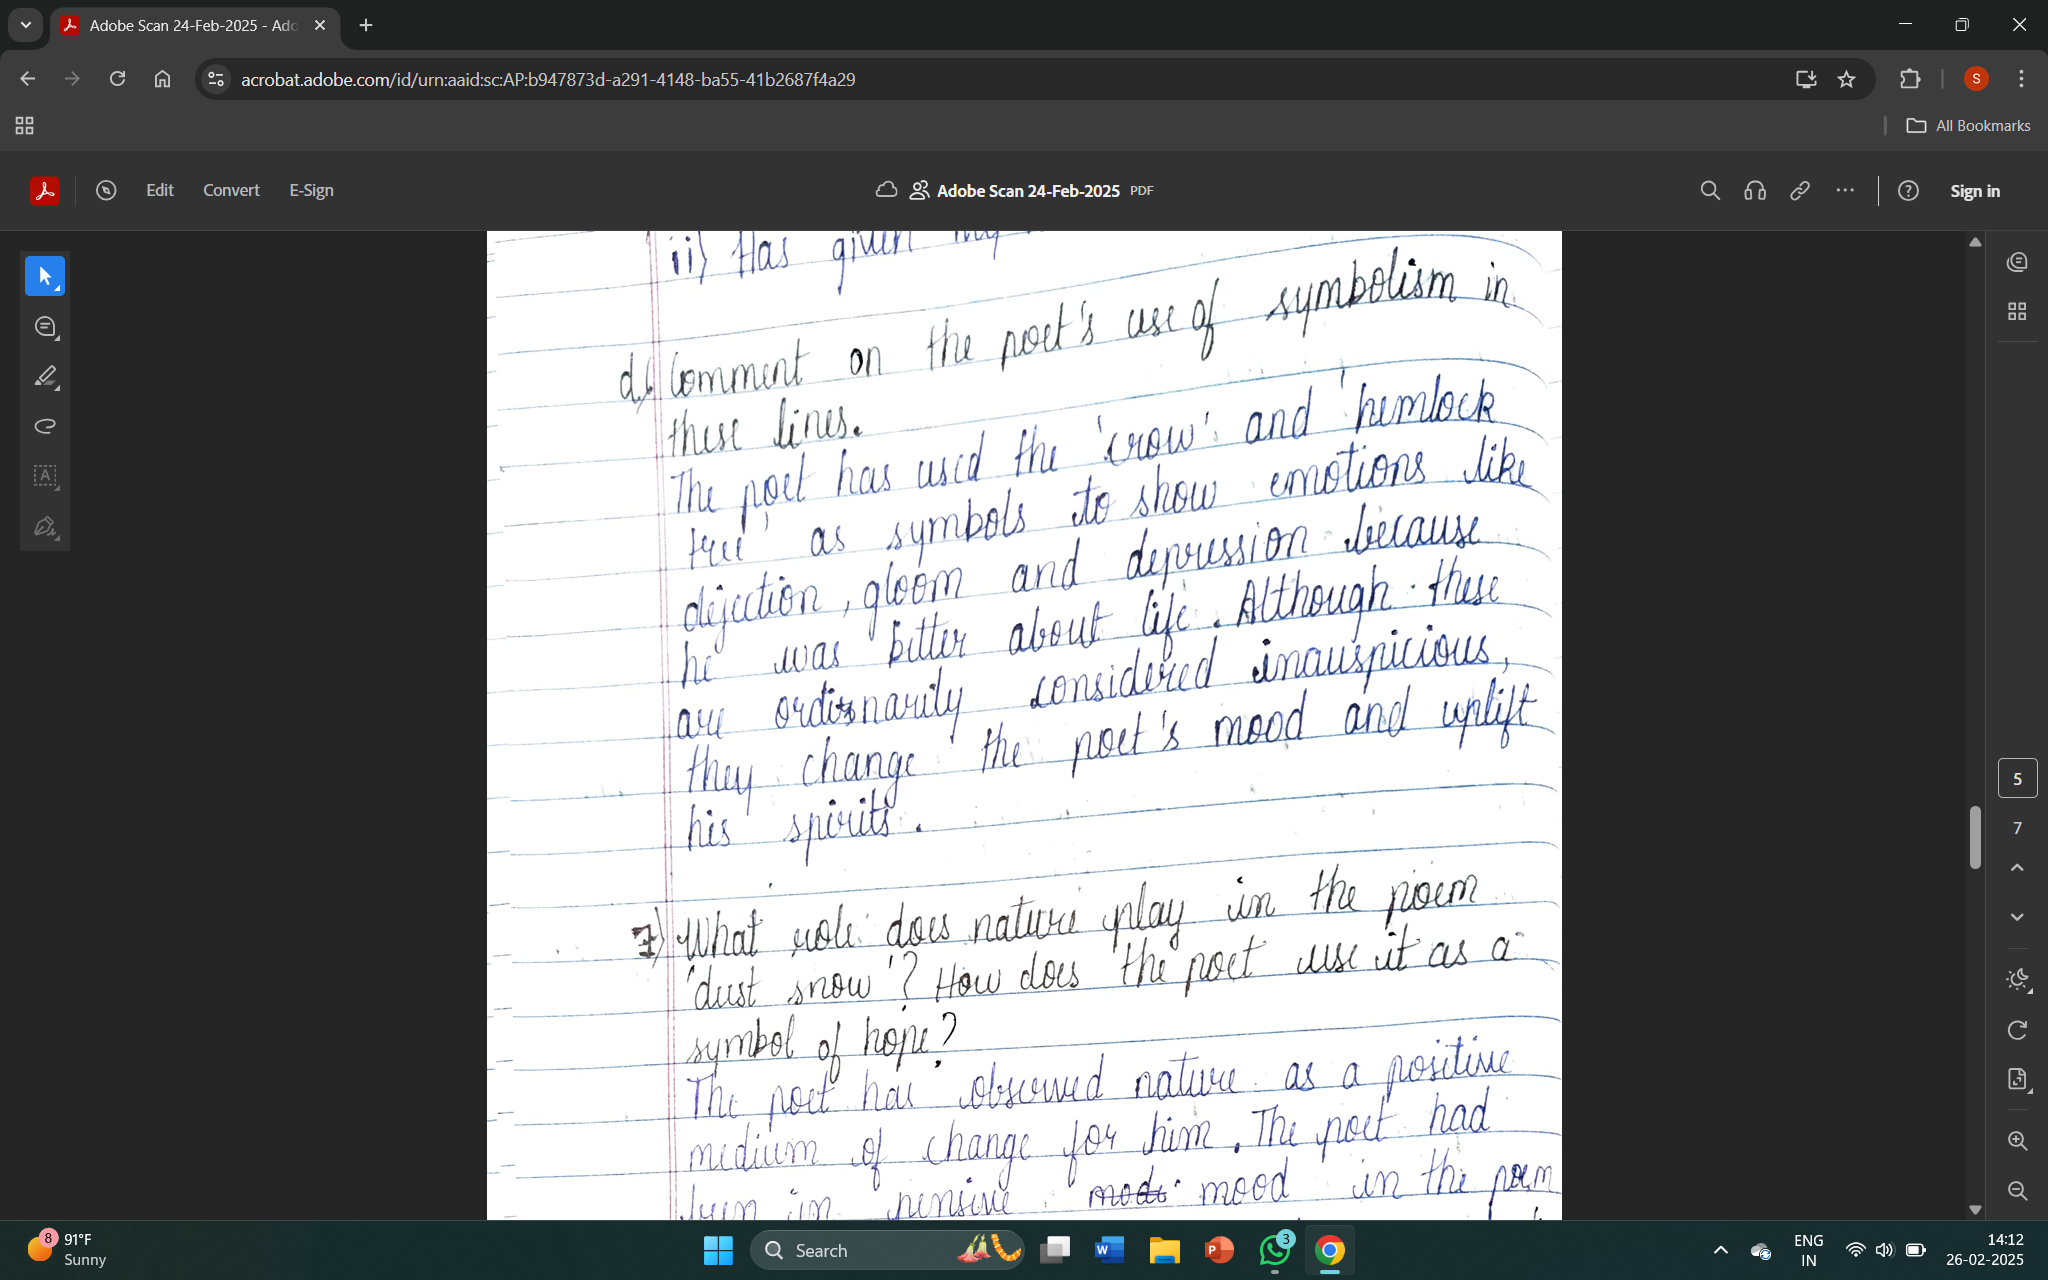 Adobe Scan 24-Feb-2025 - Ado
acrobat.adobe.com/id/urn:aaid:sc:AP:b947873d-a291-4148-ba55-41b2687f4a29
S
All Bookmarks
Edit Convert E-Sign
Adobe Scan 24-Feb-2025 PDF
Sign in
ii) Has given my
d) Comment on the poet's use of symbolism in
these lines.
The poet has used the 'crow' and 'hemlock
tree' as symbols to show emotions like
dejection, gloom and depression because
he was bitter about life. Although these
are ordinarily considered inauspicious,
they change the poet's mood and uplift
his spirits.
7) What role does nature play in the poem
'dust snow'? How does the poet use it as a
symbol of hope?
The poet has observed nature as a positive
medium of change for him. The poet had
been in pensive mood in the poem
5
7
8
91°F
Sunny
Search
3
ENG
IN
14:12
26-02-2025